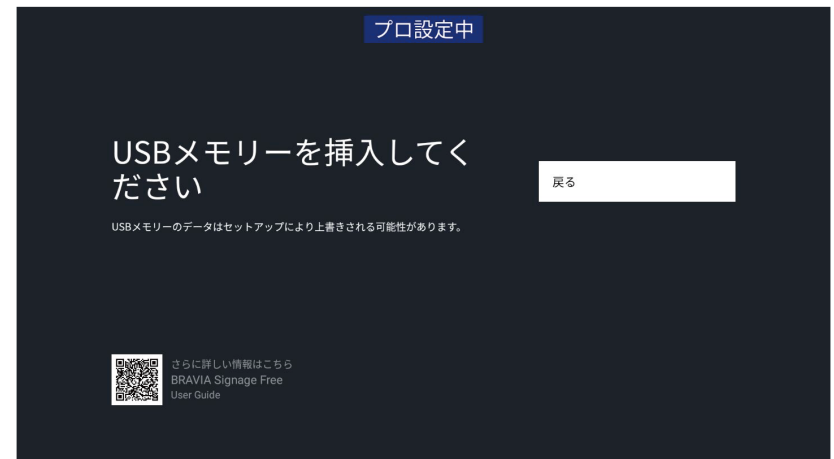 プロ設定中
USBメモリーを挿入してく
ださい
戻る
USBメモリーのデータはセットアップにより上書きされる可能性があります。
さらに詳しい情報はこちら
BRAVIA Signage Free
User Guide